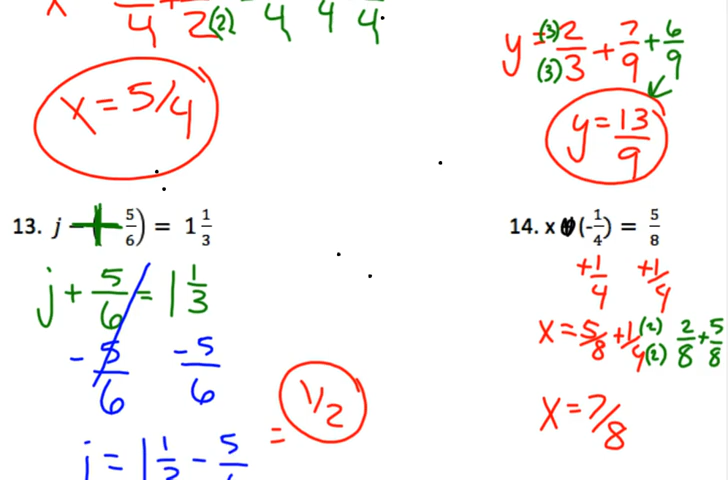 x /4 + /2(2) 4 4 4
x = 5/4
y = (3)2/(3)3 + 7/9 + 6/9
y = 13/9
13. j + 5/6) = 1 1/3
j + 5/6 = 1 1/3
- 5/6 - 5/6
j = 1 1/3 - 5/6
= 1/2
14. x (-1/4) = 5/8
+1/4 +1/4
x = 5/8 + 1/4 (2)/(2) 2/8 + 5/8
x = 7/8